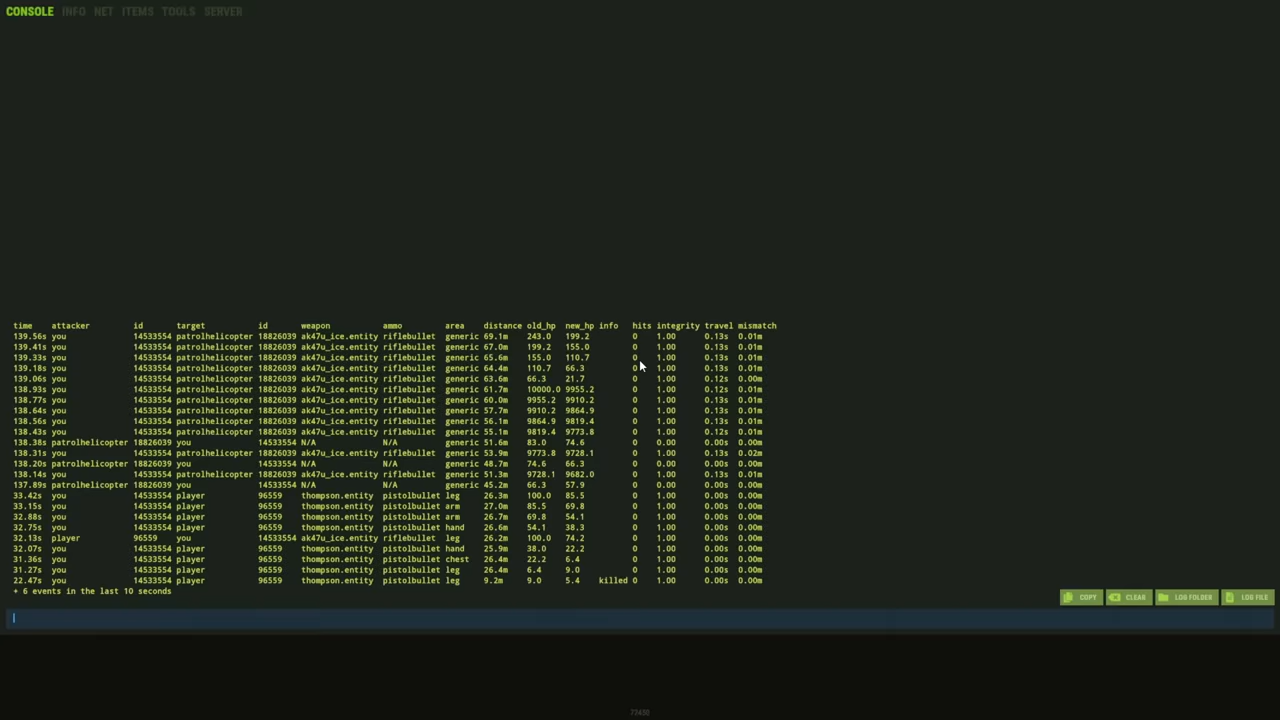 CONSOLE INFO NET ITEMS TOOLS SERVER
time attacker id target id weapon ammo area distance old_hp new_hp info hits integrity travel mismatch
139.56s you 14533554 patrolhelicopter 18826039 ak47u_ice.entity riflebullet generic 69.1m 243.0 199.2 0 1.00 0.13s 0.01m
139.41s you 14533554 patrolhelicopter 18826039 ak47u_ice.entity riflebullet generic 67.0m 199.2 155.0 0 1.00 0.13s 0.01m
139.33s you 14533554 patrolhelicopter 18826039 ak47u_ice.entity riflebullet generic 65.6m 155.0 110.7 0 1.00 0.13s 0.01m
139.18s you 14533554 patrolhelicopter 18826039 ak47u_ice.entity riflebullet generic 64.4m 110.7 66.3 0 1.00 0.13s 0.01m
139.06s you 14533554 patrolhelicopter 18826039 ak47u_ice.entity riflebullet generic 63.6m 66.3 21.7 0 1.00 0.12s 0.00m
138.93s you 14533554 patrolhelicopter 18826039 ak47u_ice.entity riflebullet generic 61.7m 10000.0 9955.2 0 1.00 0.12s 0.01m
138.77s you 14533554 patrolhelicopter 18826039 ak47u_ice.entity riflebullet generic 60.0m 9955.2 9910.2 0 1.00 0.13s 0.01m
138.64s you 14533554 patrolhelicopter 18826039 ak47u_ice.entity riflebullet generic 57.7m 9910.2 9864.9 0 1.00 0.13s 0.01m
138.56s you 14533554 patrolhelicopter 18826039 ak47u_ice.entity riflebullet generic 56.1m 9864.9 9819.4 0 1.00 0.13s 0.01m
138.43s you 14533554 patrolhelicopter 18826039 ak47u_ice.entity riflebullet generic 55.1m 9819.4 9773.8 0 1.00 0.12s 0.01m
138.38s patrolhelicopter 18826039 you 14533554 N/A N/A generic 51.6m 83.0 74.6 0 0.00 0.00s 0.00m
138.31s you 14533554 patrolhelicopter 18826039 ak47u_ice.entity riflebullet generic 53.9m 9773.8 9728.1 0 1.00 0.13s 0.02m
138.20s patrolhelicopter 18826039 you 14533554 N/A N/A generic 48.7m 74.6 66.3 0 0.00 0.00s 0.00m
138.14s you 14533554 patrolhelicopter 18826039 ak47u_ice.entity riflebullet generic 51.3m 9728.1 9682.0 0 1.00 0.13s 0.01m
137.89s patrolhelicopter 18826039 you 14533554 N/A N/A generic 45.2m 66.3 57.9 0 0.00 0.00s 0.00m
33.42s you 14533554 player 96559 thompson.entity pistolbullet leg 26.3m 100.0 85.5 0 1.00 0.00s 0.00m
33.15s you 14533554 player 96559 thompson.entity pistolbullet arm 27.0m 85.5 69.8 0 1.00 0.00s 0.00m
32.88s you 14533554 player 96559 thompson.entity pistolbullet arm 26.7m 69.8 54.1 0 1.00 0.00s 0.00m
32.75s you 14533554 player 96559 thompson.entity pistolbullet hand 26.6m 54.1 38.3 0 1.00 0.00s 0.00m
32.13s player 96559 you 14533554 ak47u_ice.entity riflebullet leg 26.2m 100.0 74.2 0 1.00 0.00s 0.00m
32.07s you 14533554 player 96559 thompson.entity pistolbullet hand 25.9m 38.0 22.2 0 1.00 0.00s 0.00m
31.36s you 14533554 player 96559 thompson.entity pistolbullet chest 26.4m 22.2 6.4 0 1.00 0.00s 0.00m
31.27s you 14533554 player 96559 thompson.entity pistolbullet leg 26.4m 6.4 9.0 0 1.00 0.00s 0.00m
22.47s you 14533554 player 96559 thompson.entity pistolbullet leg 9.2m 9.0 5.4 killed 0 1.00 0.00s 0.00m
+ 6 events in the last 10 seconds
COPY CLEAR LOG FOLDER LOG FILE